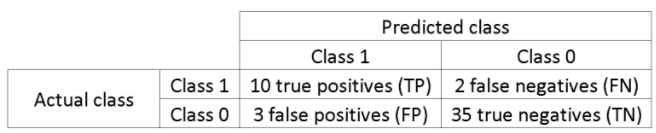 Predicted class
Class 1 Class 0
Actual class Class 1 10 true positives (TP) 2 false negatives (FN)
Class 0 3 false positives (FP) 35 true negatives (TN)